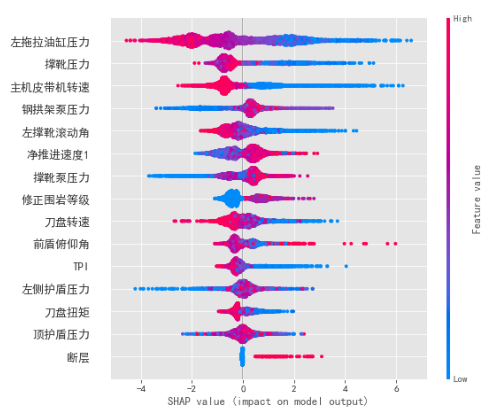 High
左拖拉油缸压力
撑靴压力
主机皮带机转速
钢拱架泵压力
左撑靴滚动角
净推进速度1
撑靴泵压力
修正围岩等级
刀盘转速
前盾俯仰角
TPI
左侧护盾压力
刀盘扭矩
顶护盾压力
断层
Feature value
Low
-4 -2 0 2 4 6
SHAP value (impact on model output)